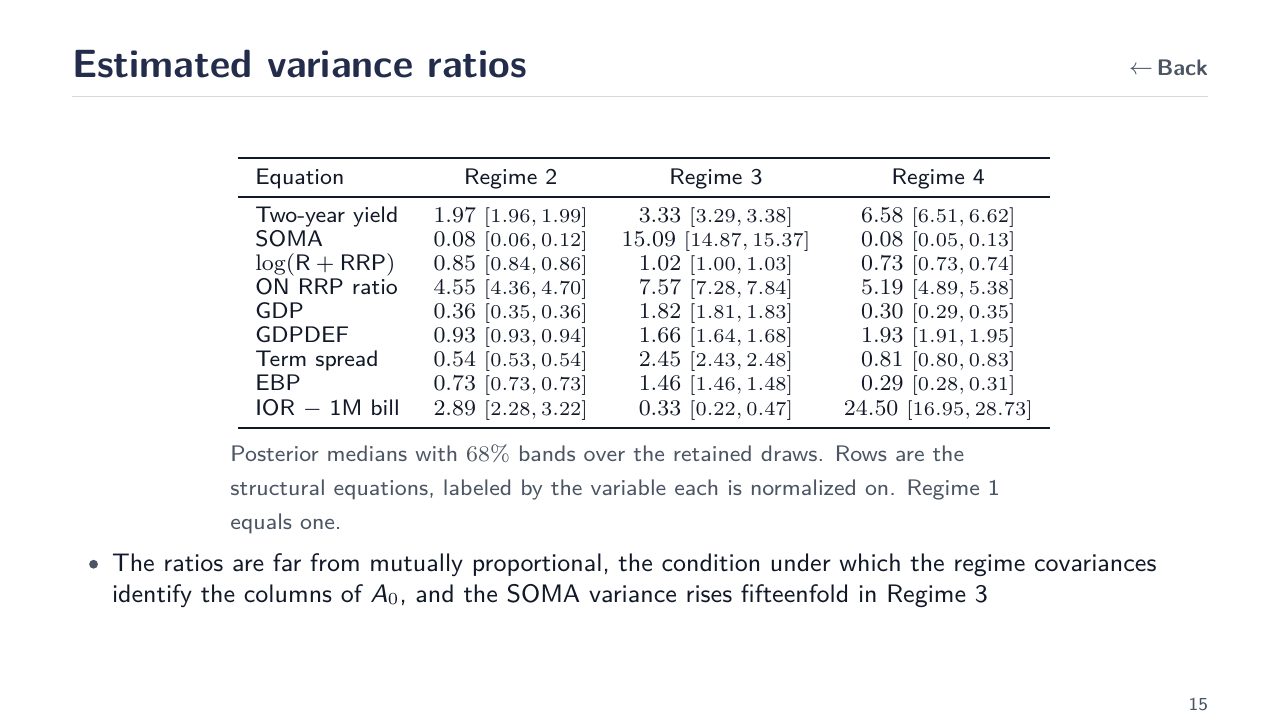 Estimated variance ratios
← Back
Equation Regime 2 Regime 3 Regime 4
Two-year yield 1.97 [1.96, 1.99] 3.33 [3.29, 3.38] 6.58 [6.51, 6.62]
SOMA 0.08 [0.06, 0.12] 15.09 [14.87, 15.37] 0.08 [0.05, 0.13]
log(R + RRP) 0.85 [0.84, 0.86] 1.02 [1.00, 1.03] 0.73 [0.73, 0.74]
ON RRP ratio 4.55 [4.36, 4.70] 7.57 [7.28, 7.84] 5.19 [4.89, 5.38]
GDP 0.36 [0.35, 0.36] 1.82 [1.81, 1.83] 0.30 [0.29, 0.35]
GDPDEF 0.93 [0.93, 0.94] 1.66 [1.64, 1.68] 1.93 [1.91, 1.95]
Term spread 0.54 [0.53, 0.54] 2.45 [2.43, 2.48] 0.81 [0.80, 0.83]
EBP 0.73 [0.73, 0.73] 1.46 [1.46, 1.48] 0.29 [0.28, 0.31]
IOR − 1M bill 2.89 [2.28, 3.22] 0.33 [0.22, 0.47] 24.50 [16.95, 28.73]
Posterior medians with 68% bands over the retained draws. Rows are the
structural equations, labeled by the variable each is normalized on. Regime 1
equals one.
• The ratios are far from mutually proportional, the condition under which the regime covariances
identify the columns of A₀, and the SOMA variance rises fifteenfold in Regime 3
15